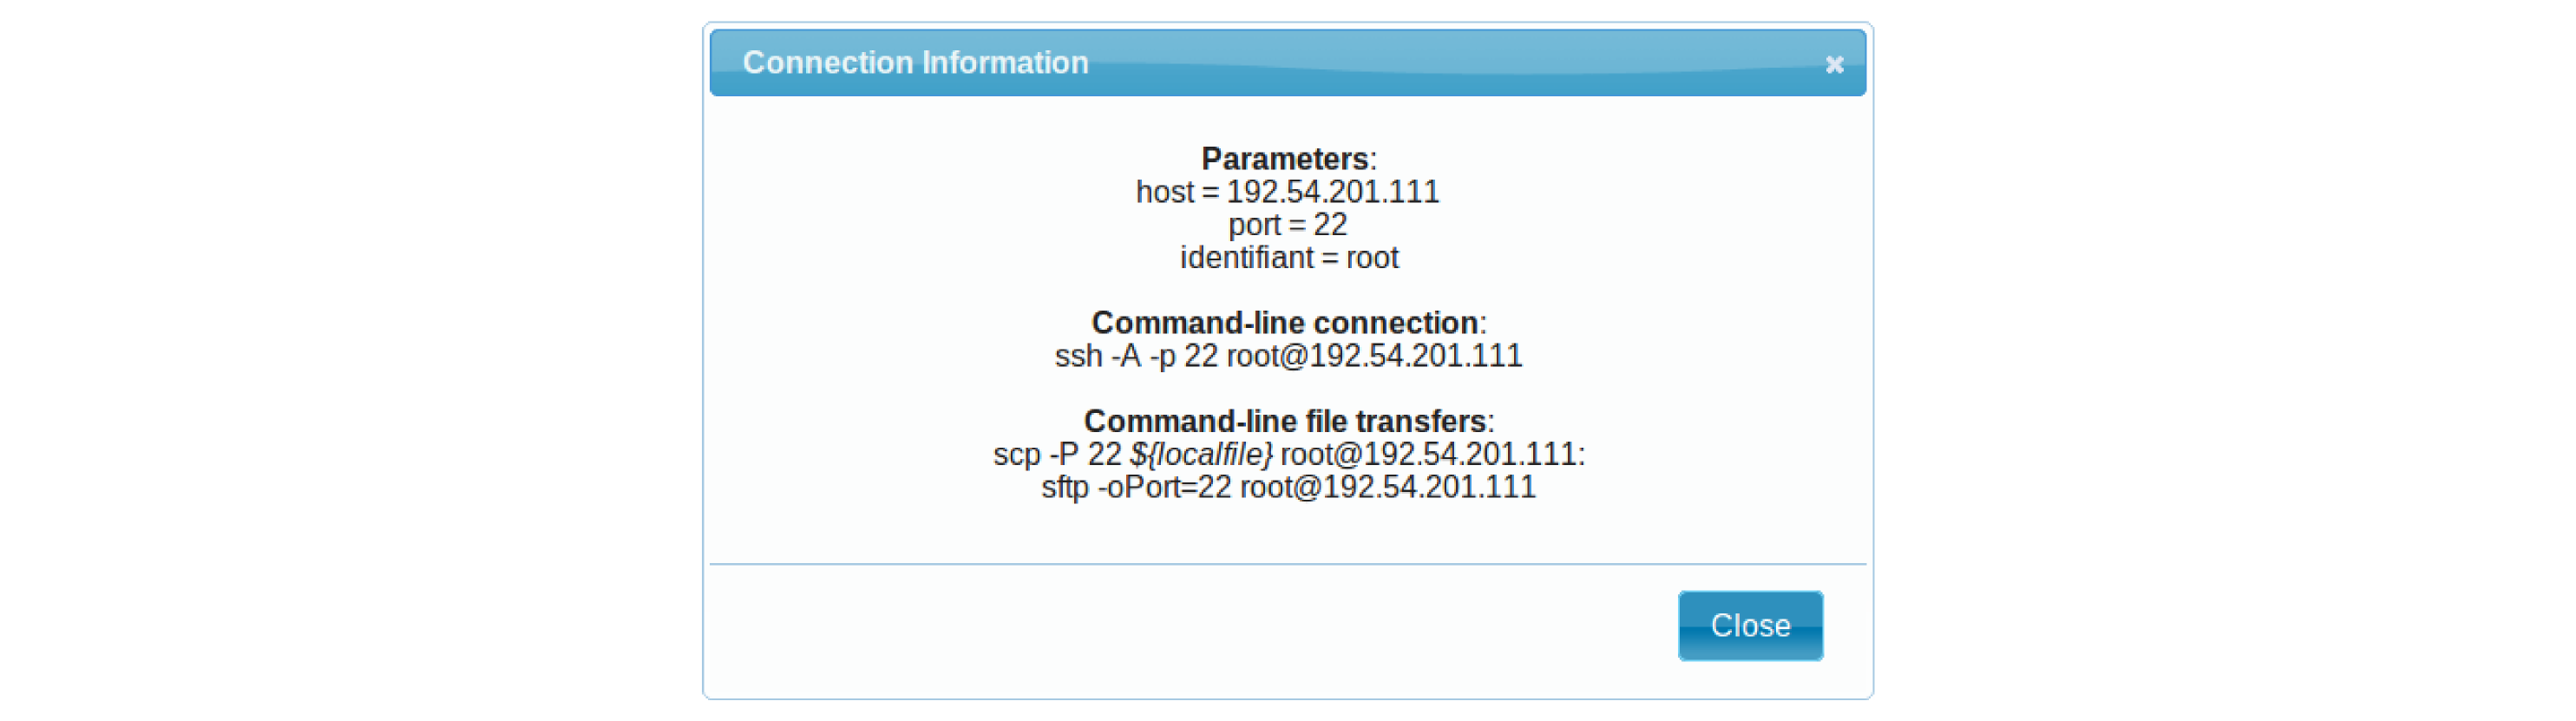 Connection Information
Parameters:
host = 192.54.201.111
port = 22
identifiant = root
Command-line connection:
ssh -A -p 22 root@192.54.201.111
Command-line file transfers:
scp -P 22 ${localfile} root@192.54.201.111:
sftp -oPort=22 root@192.54.201.111
Close